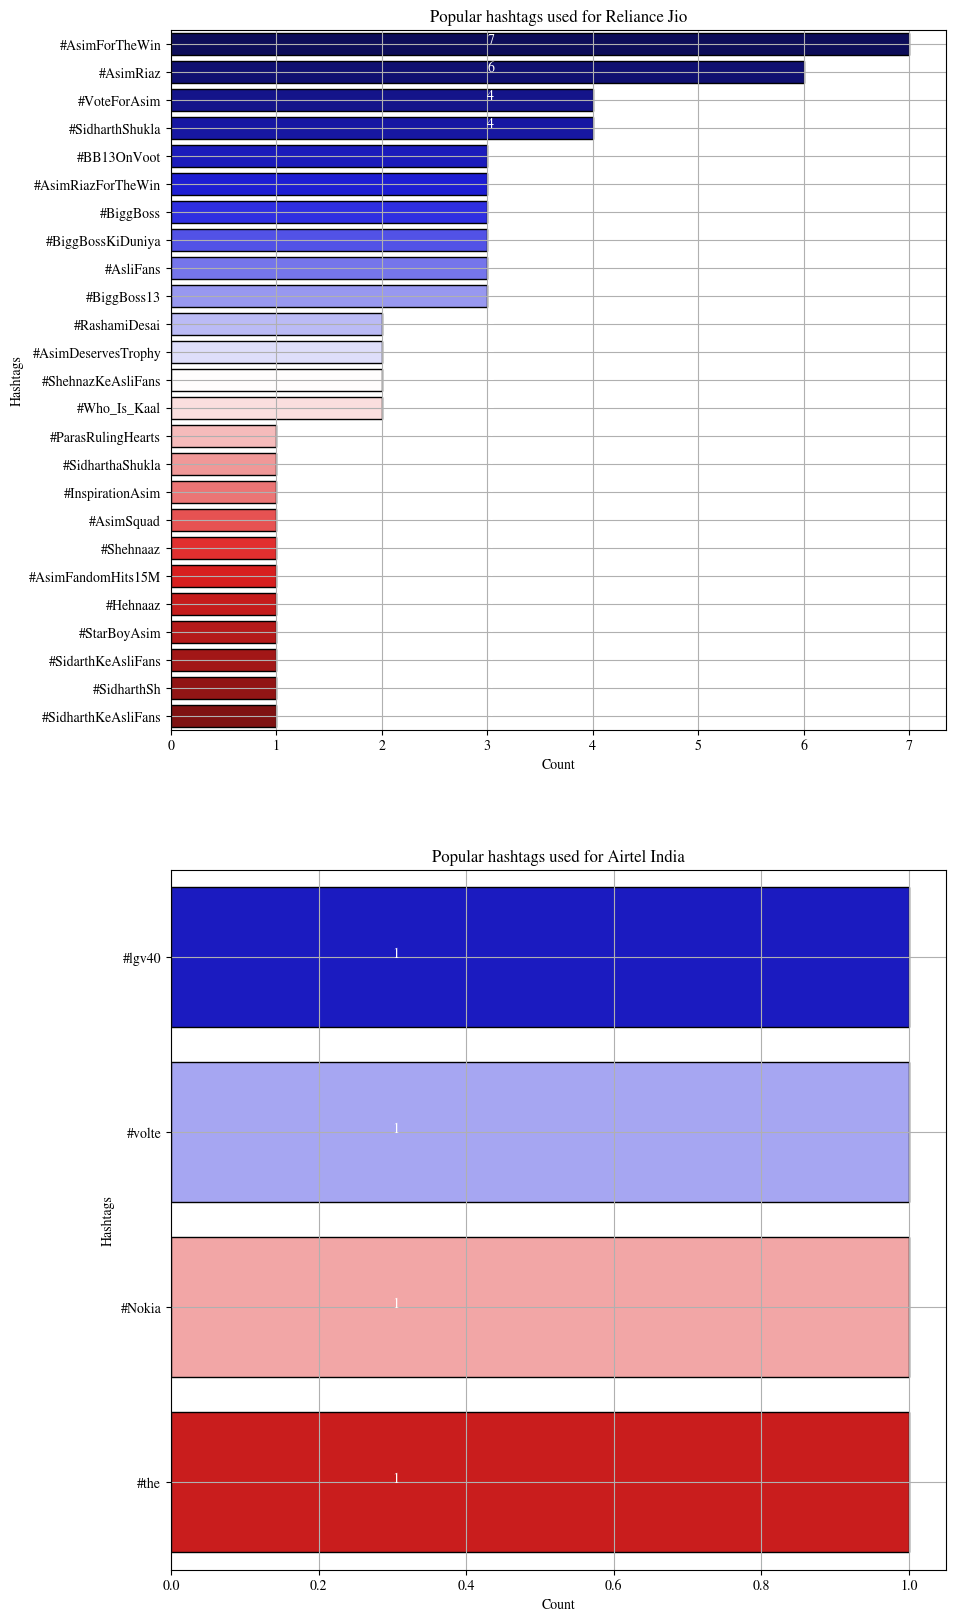 Popular hashtags used for Reliance Jio
#AsimForTheWin
7
#AsimRiaz
6
#VoteForAsim
4
#SidharthShukla
4
#BB13OnVoot
#AsimRiazForTheWin
#BiggBoss
#BiggBossKiDuniya
#AsliFans
#BiggBoss13
#RashamiDesai
#AsimDeservesTrophy
#ShehnazKeAsliFans
#Who_Is_Kaal
#ParasRulingHearts
#SidharthaShukla
#InspirationAsim
#AsimSquad
#Shehnaaz
#AsimFandomHits15M
#Hehnaaz
#StarBoyAsim
#SidarthKeAsliFans
#SidharthSh
#SidharthKeAsliFans
Hashtags
0 1 2 3 4 5 6 7
Count
Popular hashtags used for Airtel India
#lgv40
1
#volte
1
#Nokia
1
#the
1
Hashtags
0.0 0.2 0.4 0.6 0.8 1.0
Count